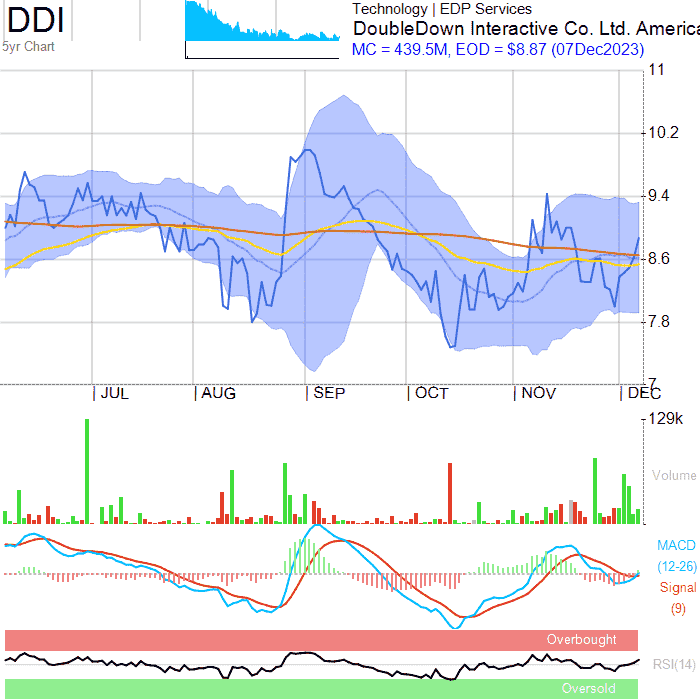 DDI
5yr Chart
Technology | EDP Services
DoubleDown Interactive Co. Ltd. America
MC = 439.5M, EOD = $8.87 (07Dec2023)
11
10.2
9.4
8.6
7.8
7
JUL AUG SEP OCT NOV DEC
129k
Volume
MACD
(12-26)
Signal
(9)
Overbought
RSI(14)
Oversold